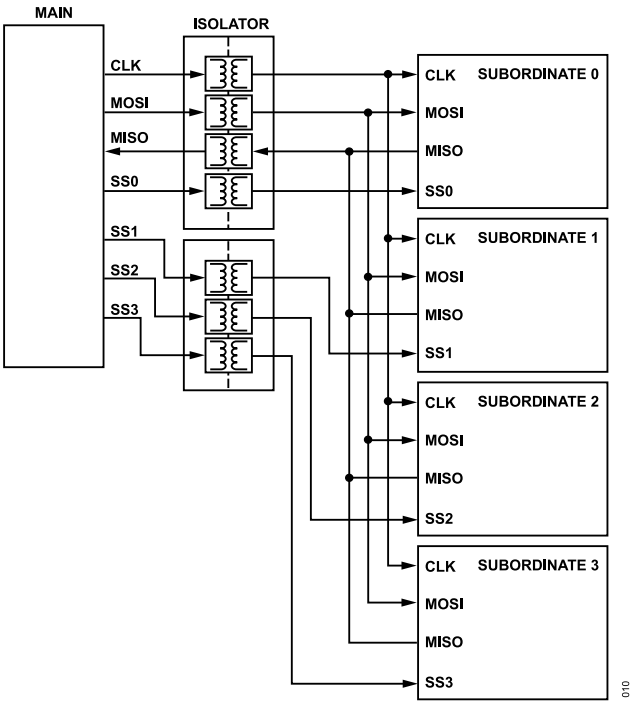 MAIN
ISOLATOR
CLK
MOSI
MISO
SS0
SS1
SS2
SS3
CLK SUBORDINATE 0
MOSI
MISO
SS0
CLK SUBORDINATE 1
MOSI
MISO
SS1
CLK SUBORDINATE 2
MOSI
MISO
SS2
CLK SUBORDINATE 3
MOSI
MISO
SS3
010